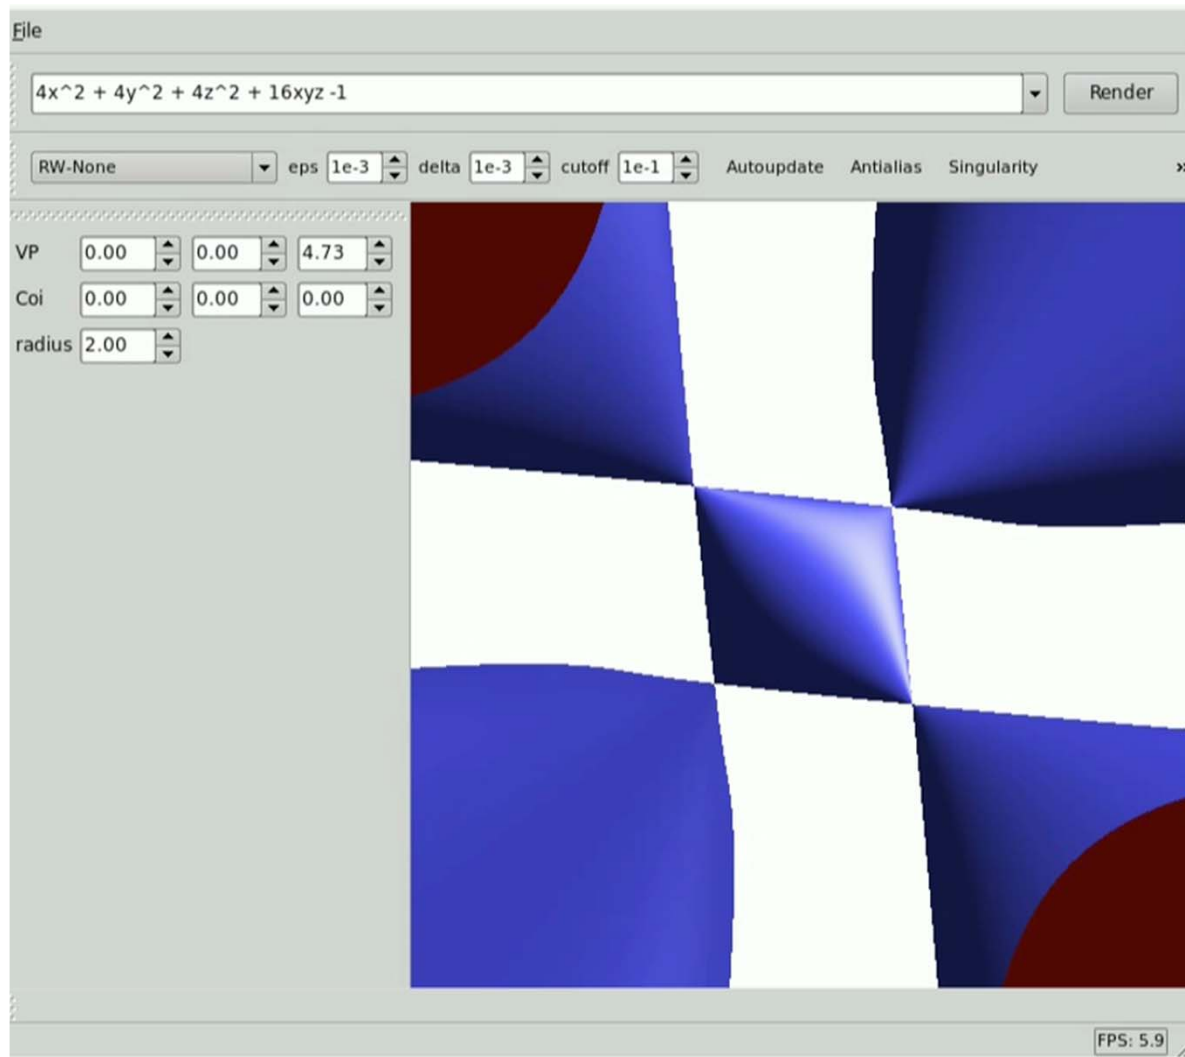 File
4x^2 + 4y^2 + 4z^2 + 16xyz -1 Render
RW-None eps 1e-3 delta 1e-3 cutoff 1e-1 Autoupdate Antialias Singularity »
VP 0.00 0.00 4.73
Coi 0.00 0.00 0.00
radius 2.00
FPS: 5.9